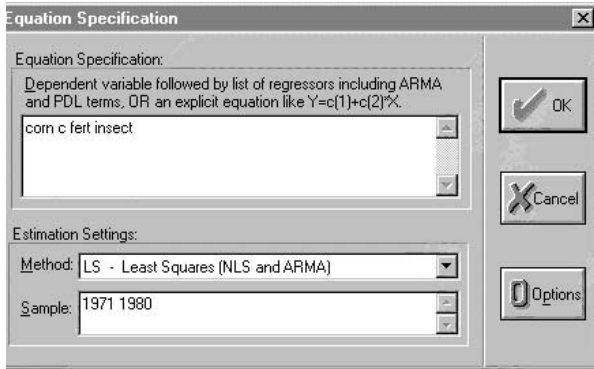 Equation Specification
Equation Specification:
Dependent variable followed by list of regressors including ARMA
and PDL terms, OR an explicit equation like Y=c(1)+c(2)*X.
corn c fert insect
OK
Cancel
Estimation Settings:
Method: LS - Least Squares (NLS and ARMA)
Sample: 1971 1980
Options